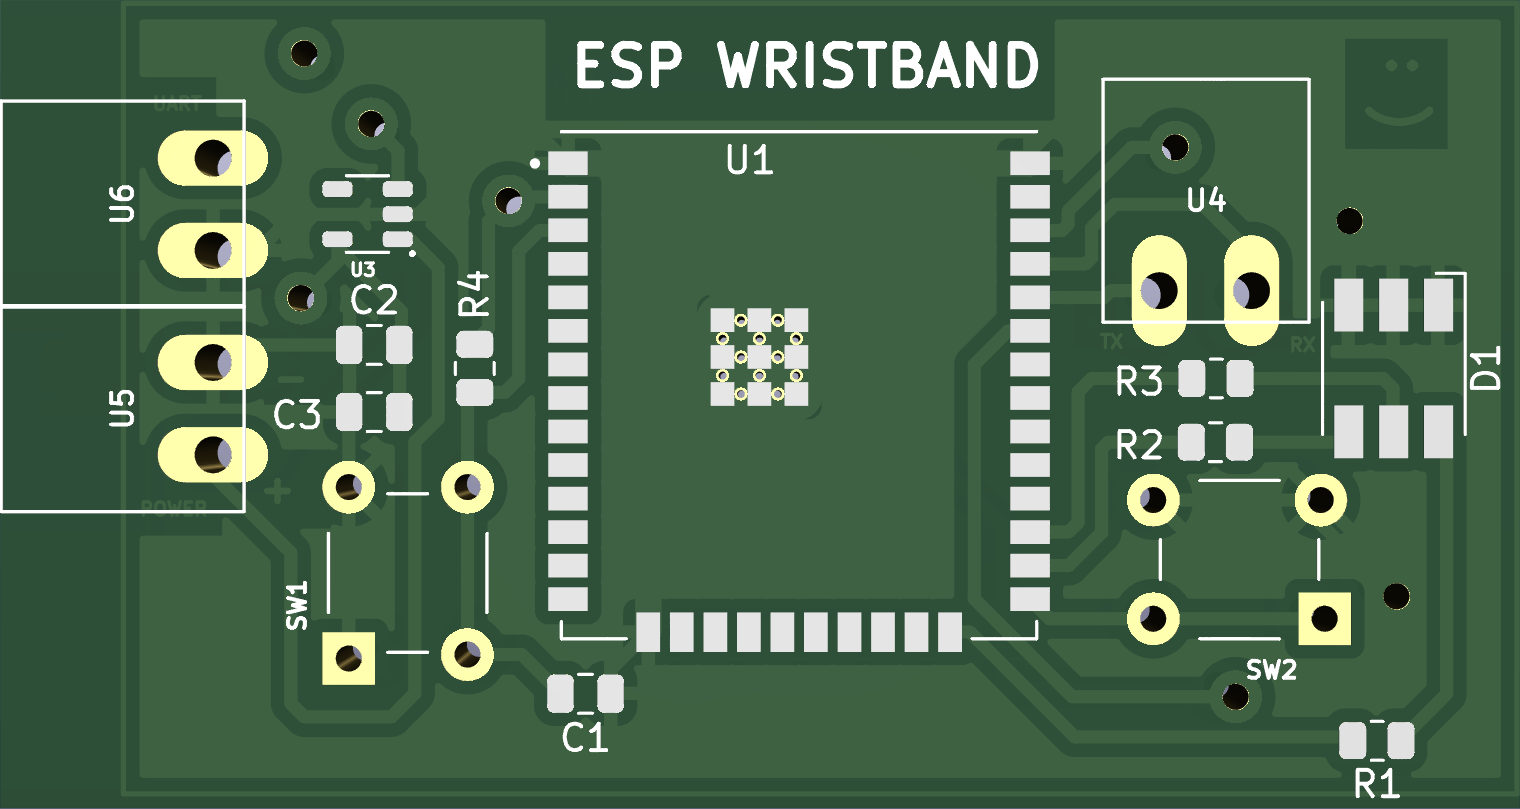 ESP WRISTBAND
UART
U1
U6
U4
U3
C2
R4
TX
RX
D1
R3
U5
C3
R2
+
POWER
SW1
SW2
C1
R1